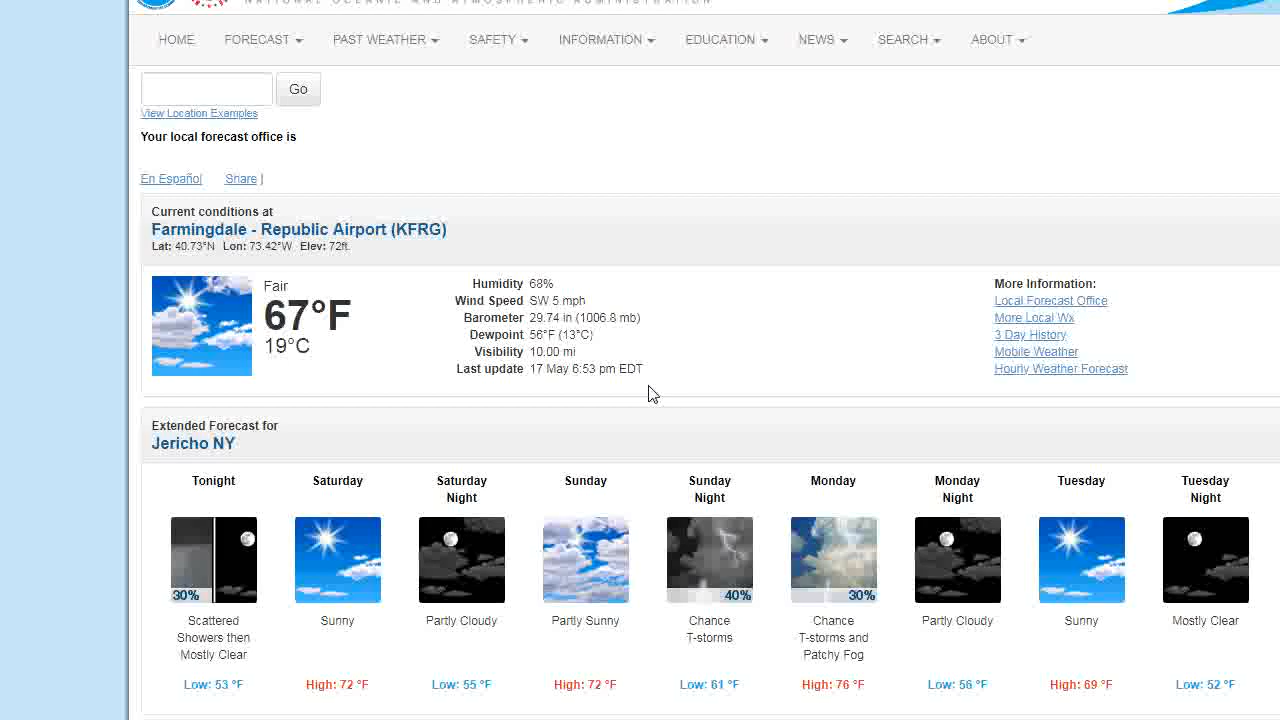 NATIONAL OCEANIC AND ATMOSPHERIC ADMINISTRATION
HOME FORECAST PAST WEATHER SAFETY INFORMATION EDUCATION NEWS SEARCH ABOUT
Go
View Location Examples
Your local forecast office is
En Español| Share |
Current conditions at
Farmingdale - Republic Airport (KFRG)
Lat: 40.73°N Lon: 73.42°W Elev: 72ft.
Fair
67°F
19°C
Humidity 68%
Wind Speed SW 5 mph
Barometer 29.74 in (1006.8 mb)
Dewpoint 56°F (13°C)
Visibility 10.00 mi
Last update 17 May 6:53 pm EDT
More Information:
Local Forecast Office
More Local Wx
3 Day History
Mobile Weather
Hourly Weather Forecast
Extended Forecast for
Jericho NY
Tonight
30%
Scattered
Showers then
Mostly Clear
Low: 53 °F
Saturday
Sunny
High: 72 °F
Saturday
Night
Partly Cloudy
Low: 55 °F
Sunday
Partly Sunny
High: 72 °F
Sunday
Night
40%
Chance
T-storms
Low: 61 °F
Monday
30%
Chance
T-storms and
Patchy Fog
High: 76 °F
Monday
Night
Partly Cloudy
Low: 56 °F
Tuesday
Sunny
High: 69 °F
Tuesday
Night
Mostly Clear
Low: 52 °F